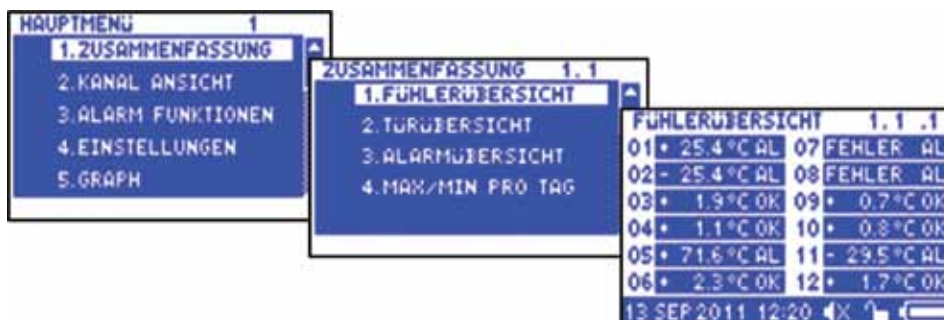 HAUPTMENÜ 1
1.ZUSAMMENFASSUNG
2.KANAL ANSICHT
3.ALARM FUNKTIONEN
4.EINSTELLUNGEN
5.GRAPH
ZUSAMMENFASSUNG 1.1
1.FÜHLERÜBERSICHT
2.TÜRÜBERSICHT
3.ALARMÜBERSICHT
4.MAX/MIN PRO TAG
FÜHLERÜBERSICHT 1.1 .1
01 + 25.4°C AL 07 FEHLER AL
02 - 25.4°C AL 08 FEHLER AL
03 + 1.9°C OK 09 + 0.7°C OK
04 + 1.1°C OK 10 + 0.8°C OK
05 + 71.6°C AL 11 - 29.5°C AL
06 + 2.3°C OK 12 + 1.7°C OK
13 SEP 2011 12:20